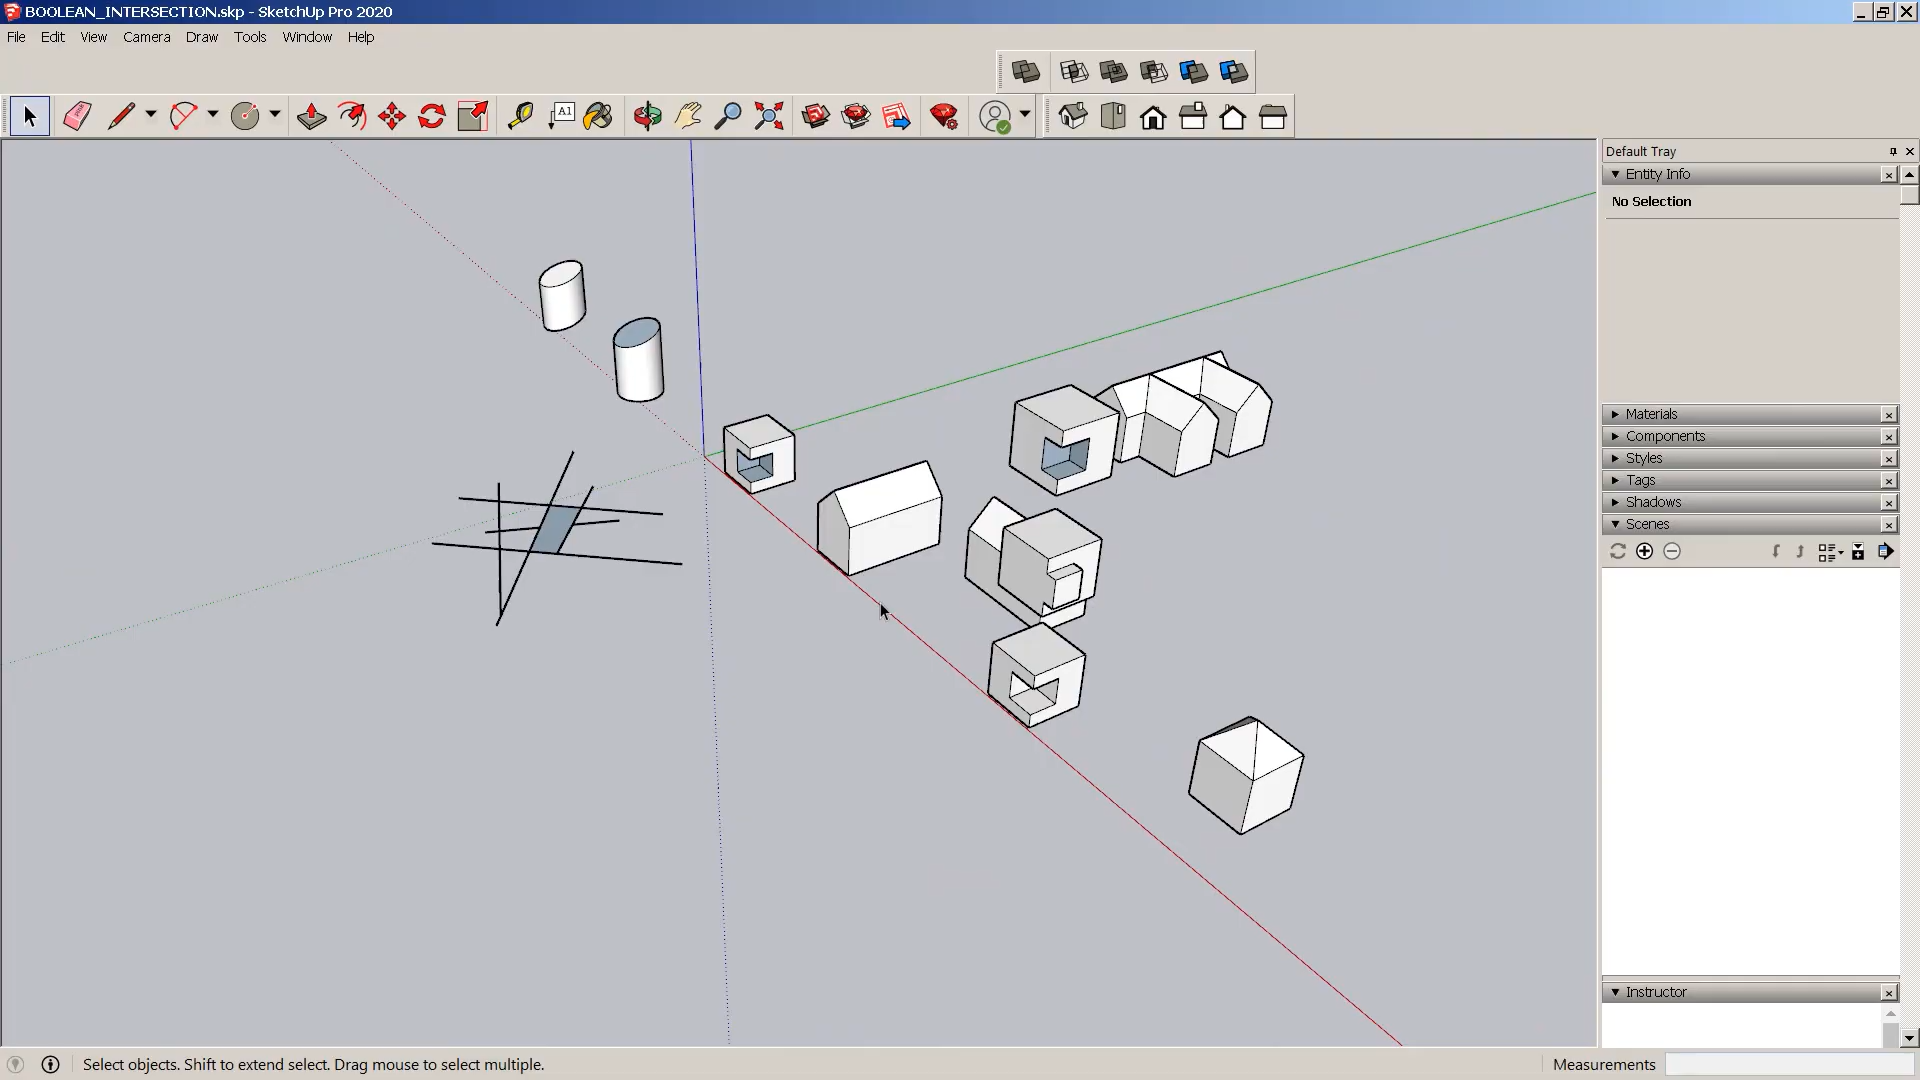 BOOLEAN_INTERSECTION.skp - SketchUp Pro 2020
File Edit View Camera Draw Tools Window Help
A1
Default Tray
Entity Info
No Selection
Materials
Components
Styles
Tags
Shadows
Scenes
Instructor
Select objects. Shift to extend select. Drag mouse to select multiple.
Measurements